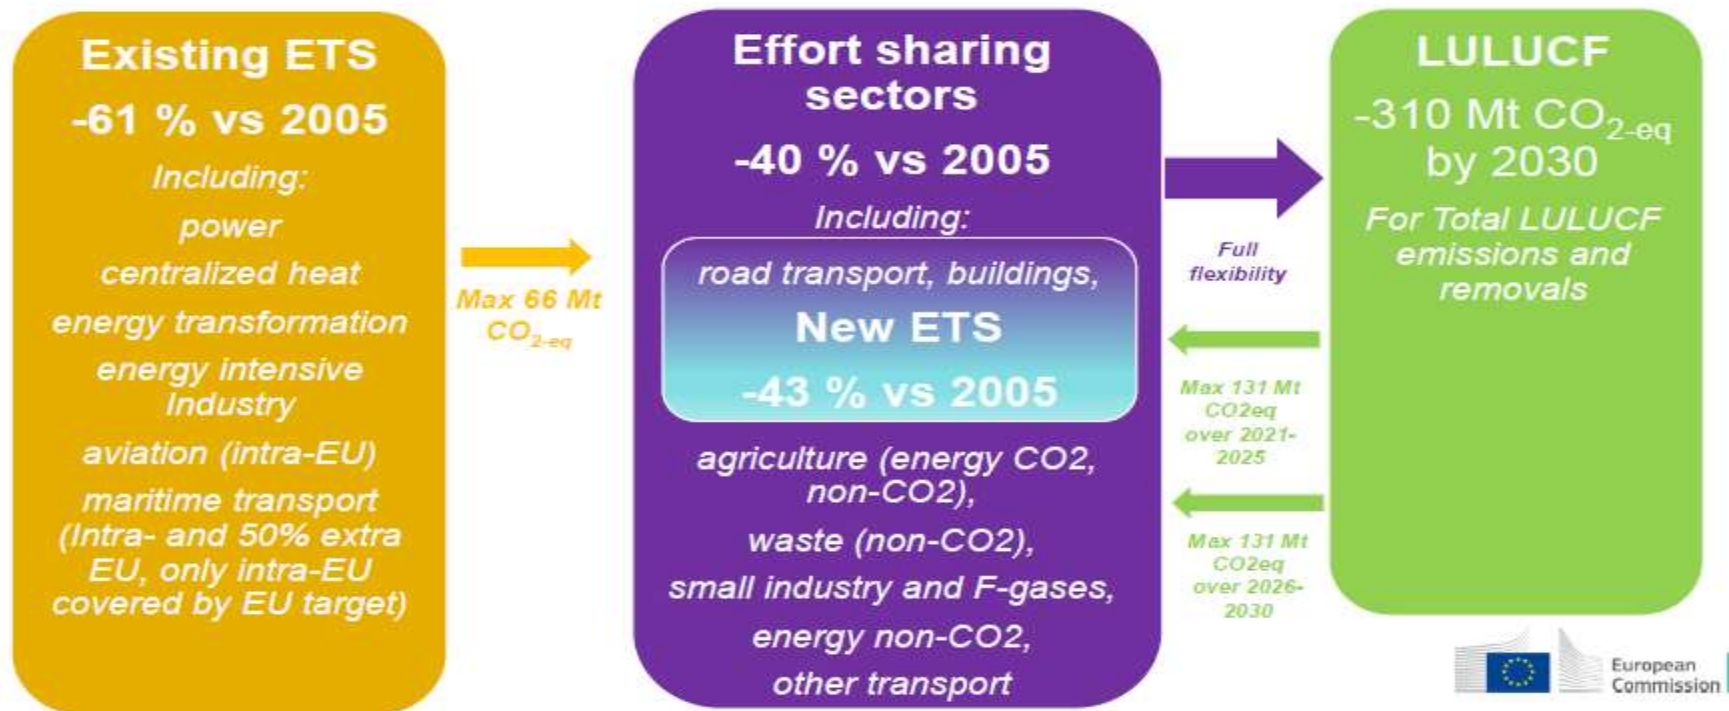 Existing ETS
-61 % vs 2005
Including:
power
centralized heat
energy transformation
energy intensive
Industry
aviation (intra-EU)
maritime transport
(Intra- and 50% extra
EU, only intra-EU
covered by EU target)
Max 66 Mt
CO2-eq
Effort sharing
sectors
-40 % vs 2005
Including:
road transport, buildings,
New ETS
-43 % vs 2005
agriculture (energy CO2,
non-CO2),
waste (non-CO2),
small industry and F-gases,
energy non-CO2,
other transport
Full
flexibility
Max 131 Mt
CO2eq
over 2021-
2025
Max 131 Mt
CO2eq
over 2026-
2030
LULUCF
-310 Mt CO2-eq
by 2030
For Total LULUCF
emissions and
removals
European
Commission